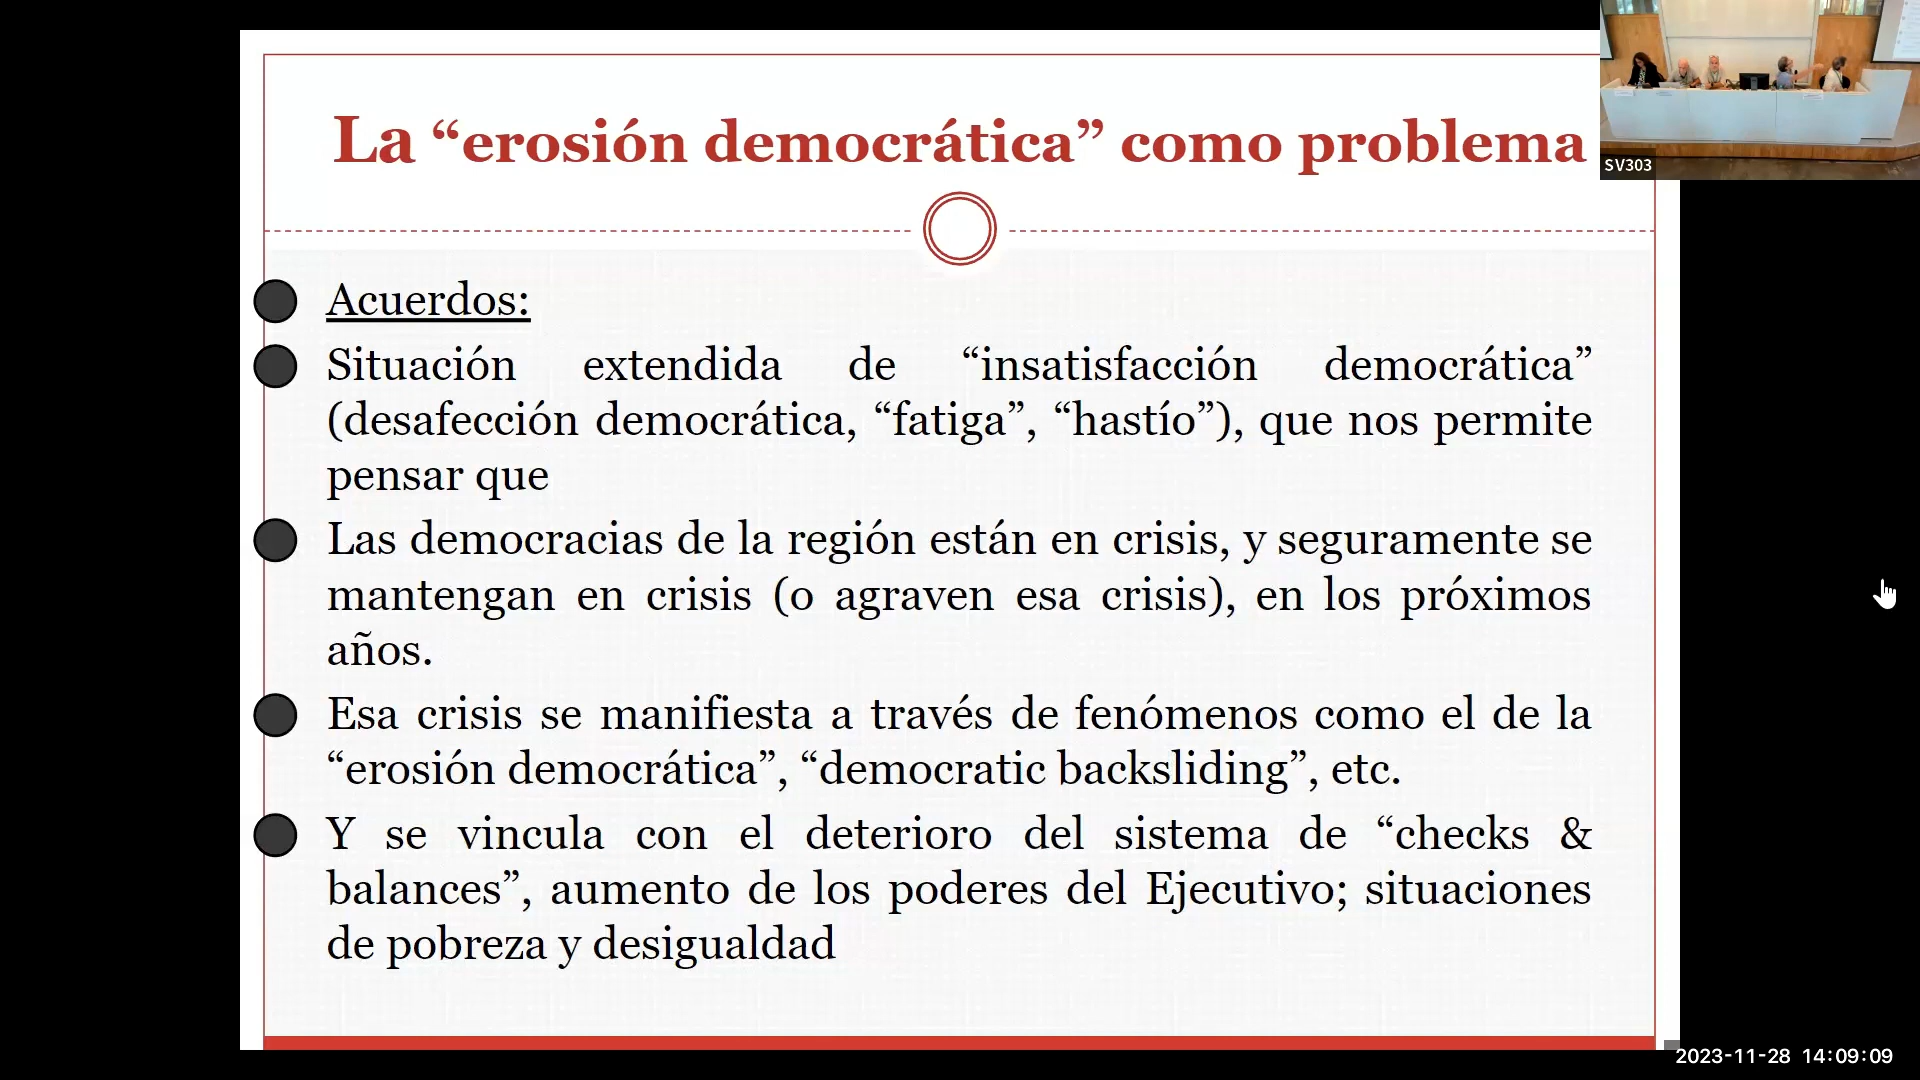 La “erosión democrática” como problema
SV303
Acuerdos:
Situación extendida de “insatisfacción democrática”
(desafección democrática, “fatiga”, “hastío”), que nos permite
pensar que
Las democracias de la región están en crisis, y seguramente se
mantengan en crisis (o agraven esa crisis), en los próximos
años.
Esa crisis se manifiesta a través de fenómenos como el de la
“erosión democrática”, “democratic backsliding”, etc.
Y se vincula con el deterioro del sistema de “checks &
balances”, aumento de los poderes del Ejecutivo; situaciones
de pobreza y desigualdad
2023-11-28 14:09:09